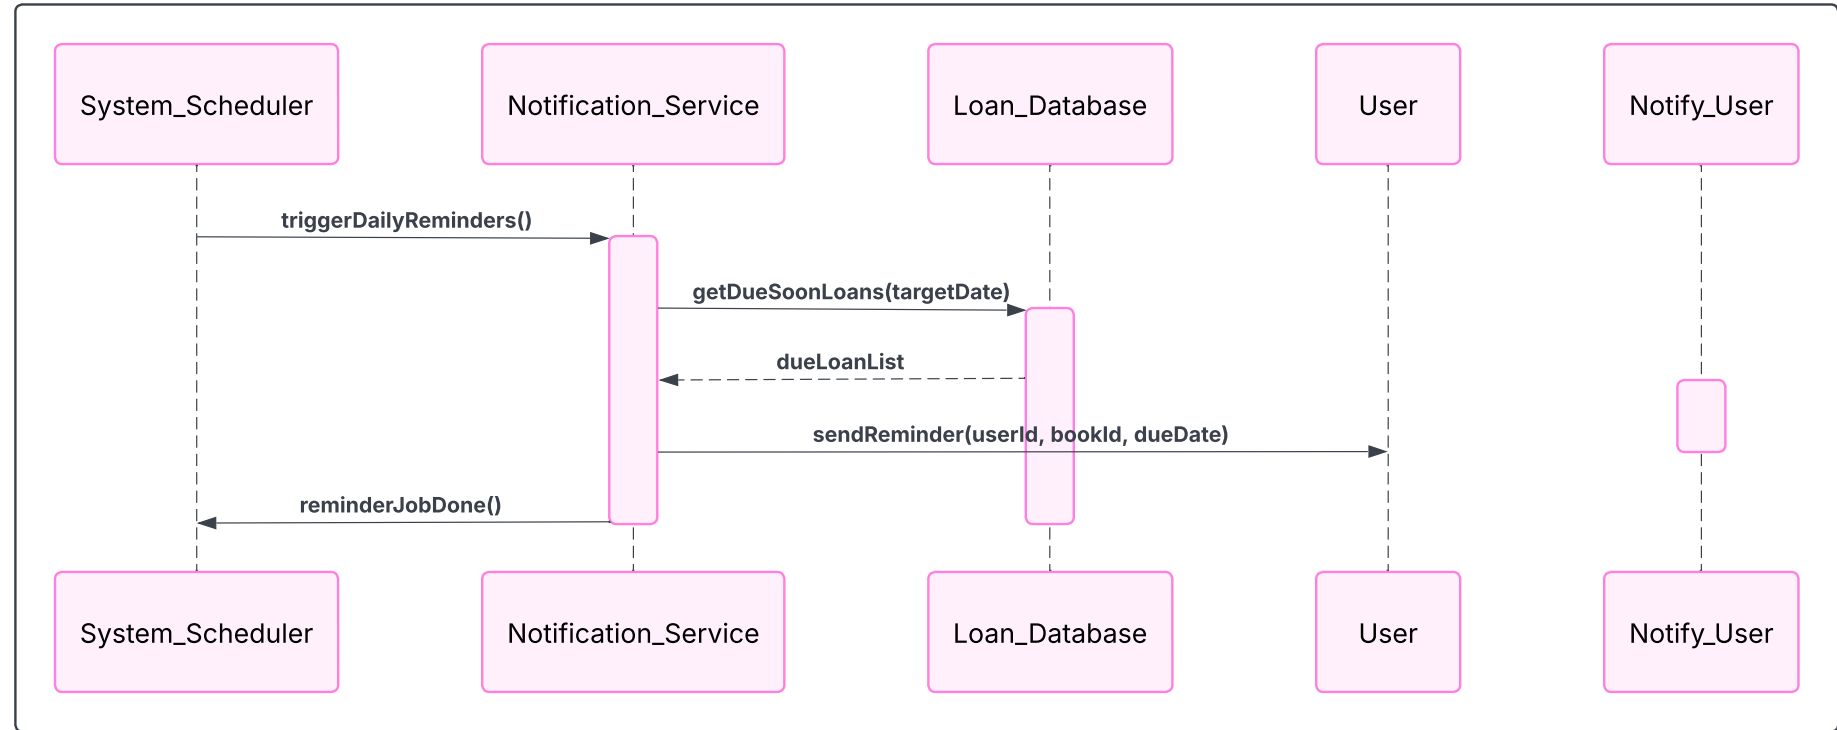 System_Scheduler
Notification_Service
Loan_Database
User
Notify_User
triggerDailyReminders()
getDueSoonLoans(targetDate)
dueLoanList
sendReminder(userId, bookId, dueDate)
reminderJobDone()
System_Scheduler
Notification_Service
Loan_Database
User
Notify_User